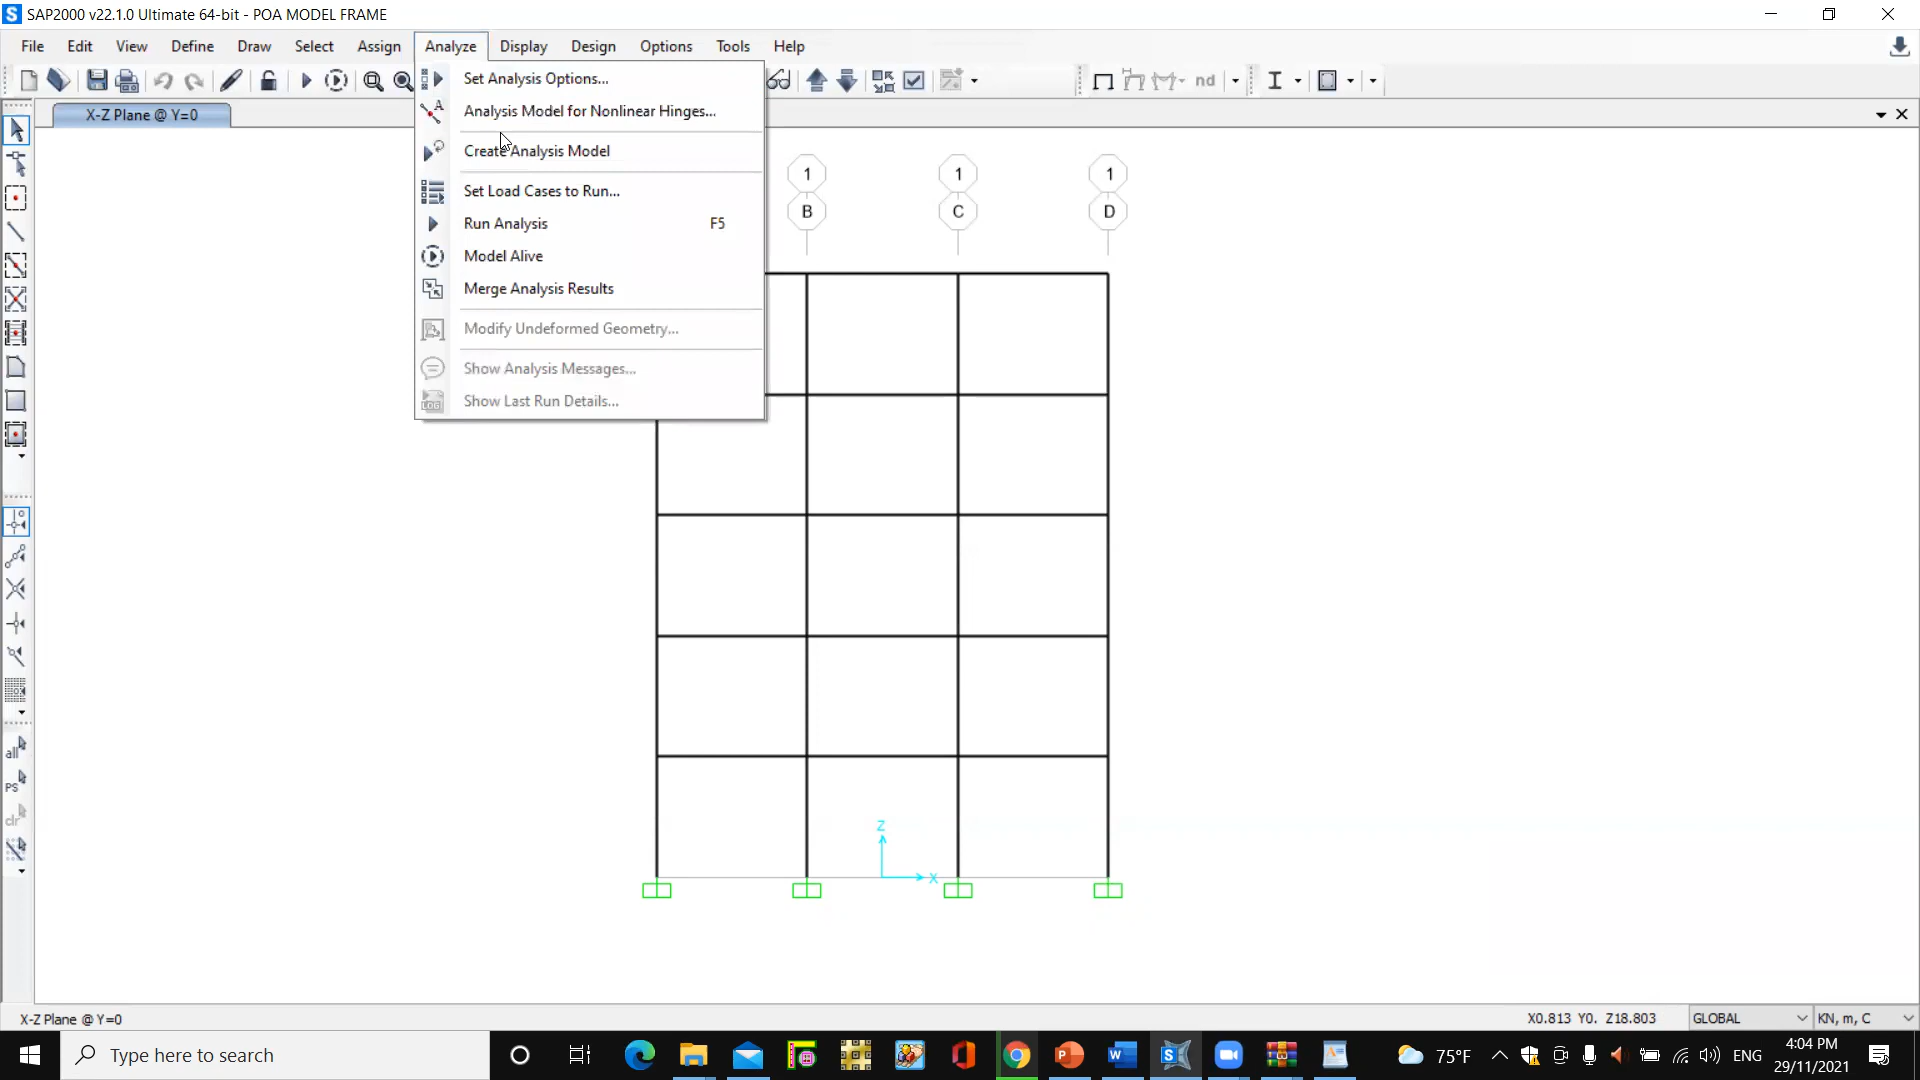 SAP2000 v22.1.0 Ultimate 64-bit - POA MODEL FRAME
File Edit View Define Draw Select Assign Analyze Display Design Options Tools Help
nd
X-Z Plane @ Y=0
Set Analysis Options...
Analysis Model for Nonlinear Hinges...
Create Analysis Model
Set Load Cases to Run...
Run Analysis F5
Model Alive
Merge Analysis Results
Modify Undeformed Geometry...
Show Analysis Messages...
Show Last Run Details...
1 1 1
B C D
all
PS
clr
Z
X
X-Z Plane @ Y=0
X0.813 Y0. Z18.803
GLOBAL
KN, m, C
Type here to search
75°F
ENG
4:04 PM
29/11/2021